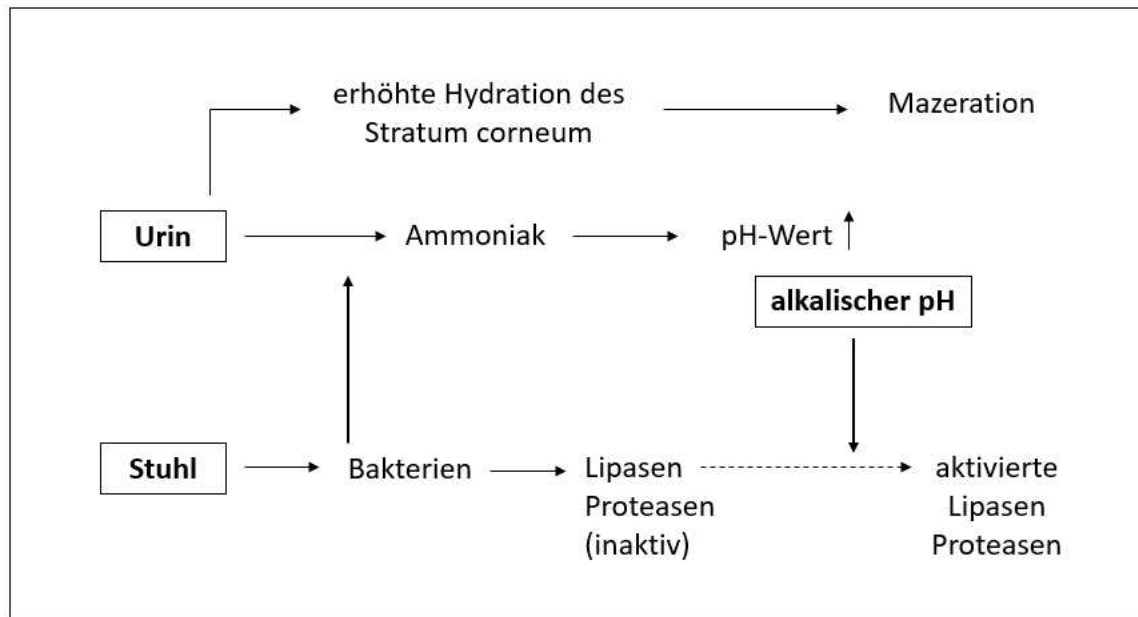 erhöhte Hydration des
Stratum corneum
Mazeration
Urin
Ammoniak
pH-Wert
alkalischer pH
Stuhl
Bakterien
Lipasen
Proteasen
(inaktiv)
aktivierte
Lipasen
Proteasen